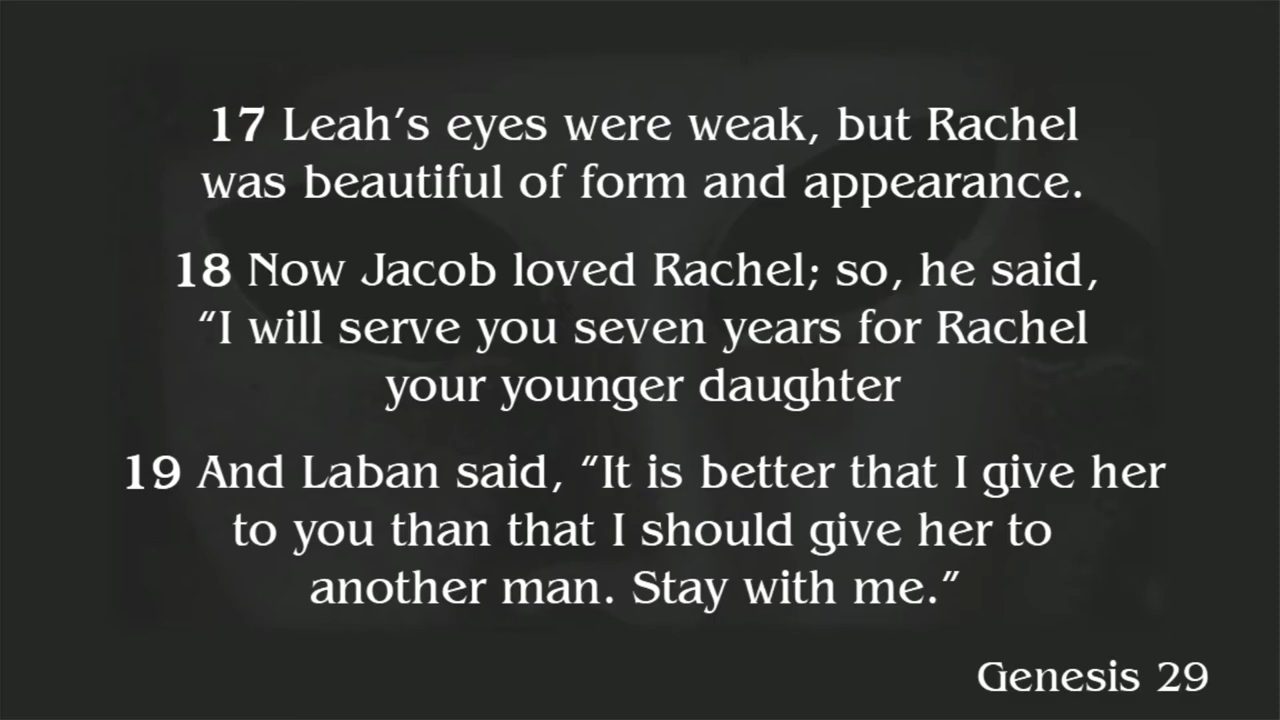 17 Leah’s eyes were weak, but Rachel
was beautiful of form and appearance.
18 Now Jacob loved Rachel; so, he said,
“I will serve you seven years for Rachel
your younger daughter
19 And Laban said, “It is better that I give her
to you than that I should give her to
another man. Stay with me.”
Genesis 29